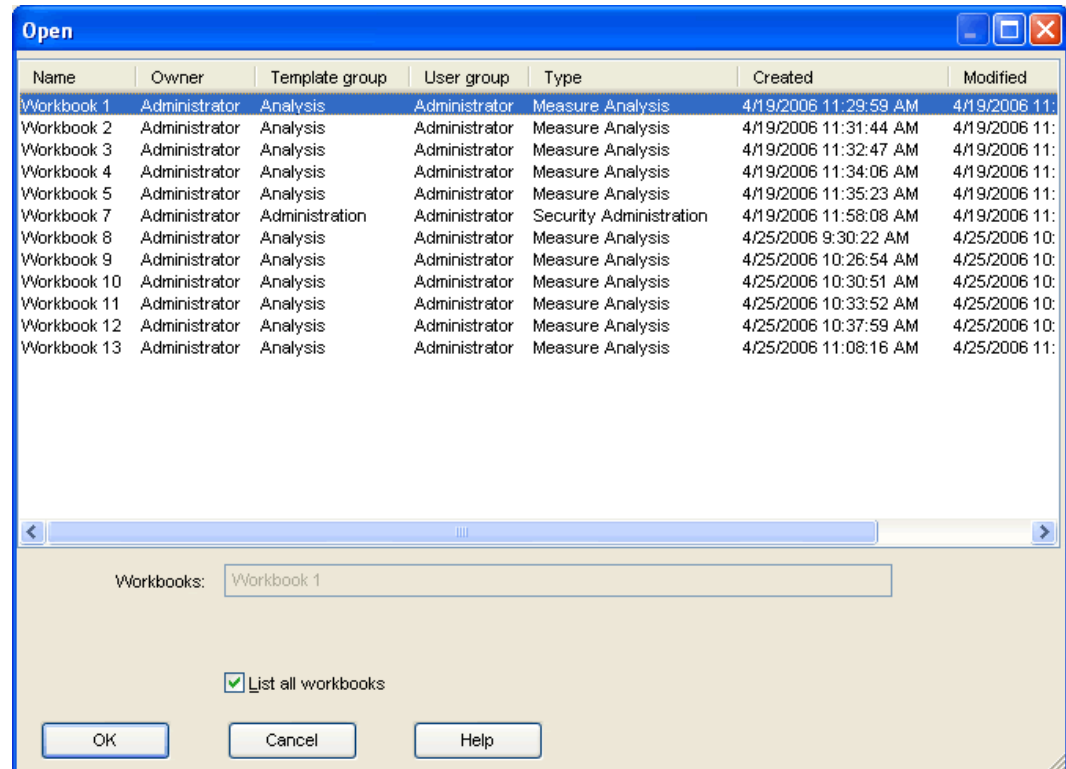 Open
Name Owner Template group User group Type Created Modified
Workbook 1 Administrator Analysis Administrator Measure Analysis 4/19/2006 11:29:59 AM 4/19/2006 11:
Workbook 2 Administrator Analysis Administrator Measure Analysis 4/19/2006 11:31:44 AM 4/19/2006 11:
Workbook 3 Administrator Analysis Administrator Measure Analysis 4/19/2006 11:32:47 AM 4/19/2006 11:
Workbook 4 Administrator Analysis Administrator Measure Analysis 4/19/2006 11:34:06 AM 4/19/2006 11:
Workbook 5 Administrator Analysis Administrator Measure Analysis 4/19/2006 11:35:23 AM 4/19/2006 11:
Workbook 7 Administrator Administration Administrator Security Administration 4/19/2006 11:58:08 AM 4/19/2006 11:
Workbook 8 Administrator Analysis Administrator Measure Analysis 4/25/2006 9:30:22 AM 4/25/2006 10:
Workbook 9 Administrator Analysis Administrator Measure Analysis 4/25/2006 10:26:54 AM 4/25/2006 10:
Workbook 10 Administrator Analysis Administrator Measure Analysis 4/25/2006 10:30:51 AM 4/25/2006 10:
Workbook 11 Administrator Analysis Administrator Measure Analysis 4/25/2006 10:33:52 AM 4/25/2006 10:
Workbook 12 Administrator Analysis Administrator Measure Analysis 4/25/2006 10:37:59 AM 4/25/2006 10:
Workbook 13 Administrator Analysis Administrator Measure Analysis 4/25/2006 11:08:16 AM 4/25/2006 11:
Workbooks: Workbook 1
List all workbooks
OK Cancel Help